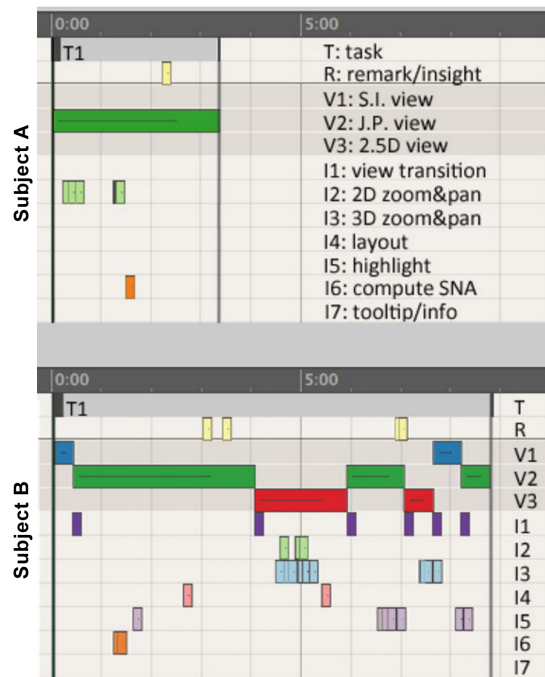 0:00 5:00
T1 T: task
R: remark/insight
V1: S.I. view
V2: J.P. view
V3: 2.5D view
I1: view transition
I2: 2D zoom&pan
I3: 3D zoom&pan
I4: layout
I5: highlight
I6: compute SNA
I7: tooltip/info
Subject A
0:00 5:00
T1 T
R
V1
V2
V3
I1
I2
I3
I4
I5
I6
I7
Subject B